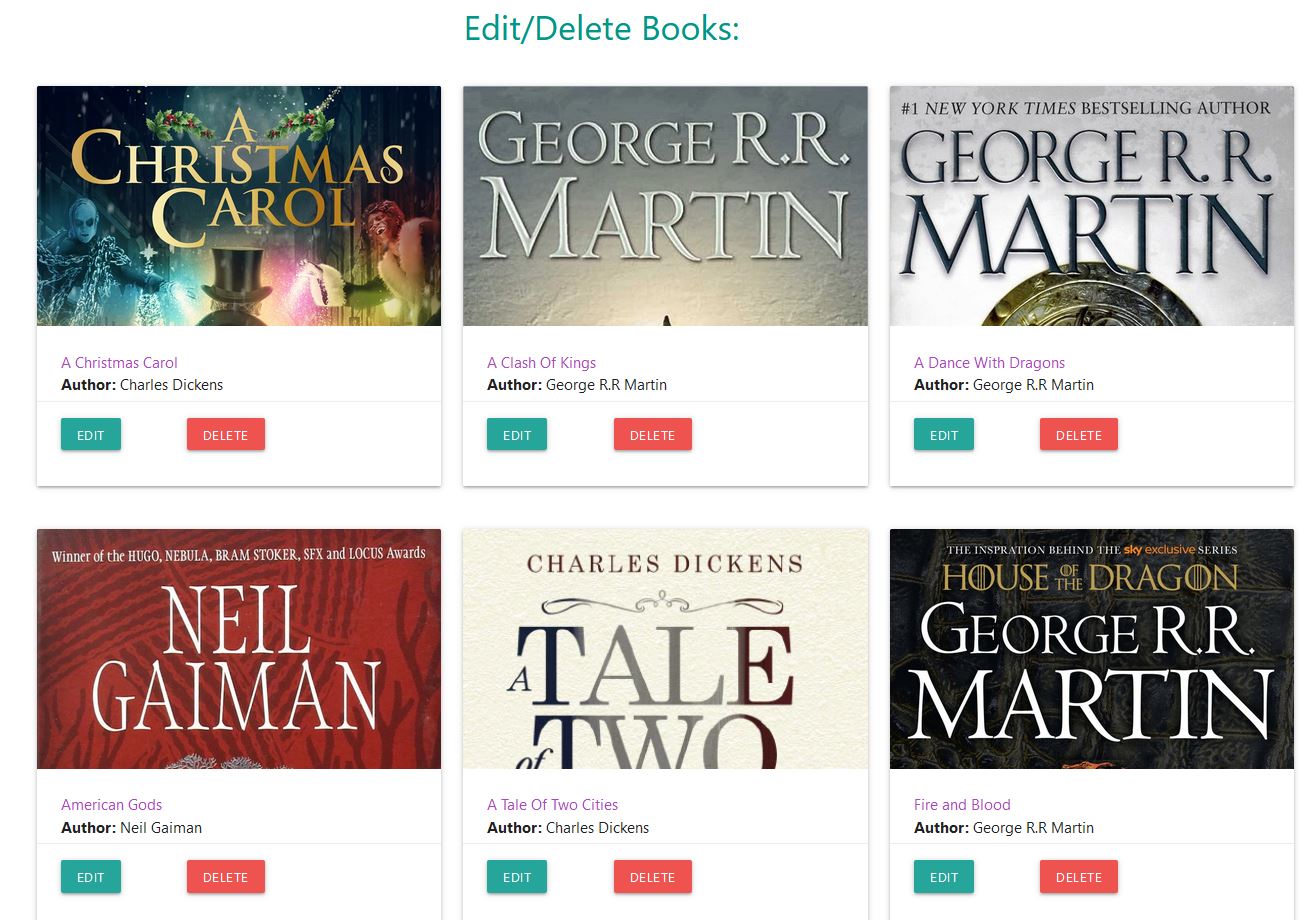 Edit/Delete Books:
A
CHRISTMAS
CAROL
GEORGE R.R.
MARTIN
#1 NEW YORK TIMES BESTSELLING AUTHOR
GEORGE R. R.
MARTIN
A Christmas Carol
Author: Charles Dickens
EDIT DELETE
A Clash Of Kings
Author: George R.R Martin
EDIT DELETE
A Dance With Dragons
Author: George R.R Martin
EDIT DELETE
Winner of the HUGO, NEBULA, BRAM STOKER, SFX and LOCUS Awards
NEIL
GAIMAN
CHARLES DICKENS
A TALE
of TWO
THE INSPRATION BEHIND THE sky exclusive SERIES
HOUSE OF THE DRAGON
GEORGE R.R.
MARTIN
American Gods
Author: Neil Gaiman
EDIT DELETE
A Tale Of Two Cities
Author: Charles Dickens
EDIT DELETE
Fire and Blood
Author: George R.R Martin
EDIT DELETE